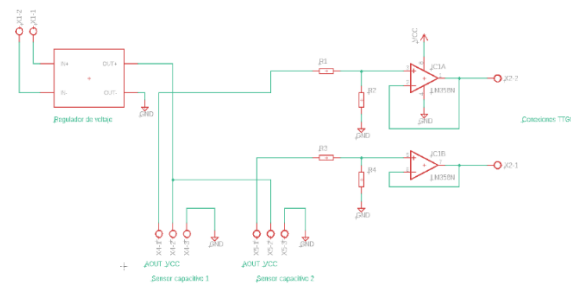 X1-2
X1-1
IN+
OUT+
IN-
OUT-
GND
Regulador de voltaje
R1
R2
GND
VCC
IC1A
LM358N
GND
X2-2
Conexiones TTG
R3
R4
GND
IC1B
LM358N
X2-1
X4-1
X4-2
X4-3
GND
AOUT VCC
Sensor capacitivo 1
X5-1
X5-2
X5-3
GND
AOUT VCC
Sensor capacitivo 2